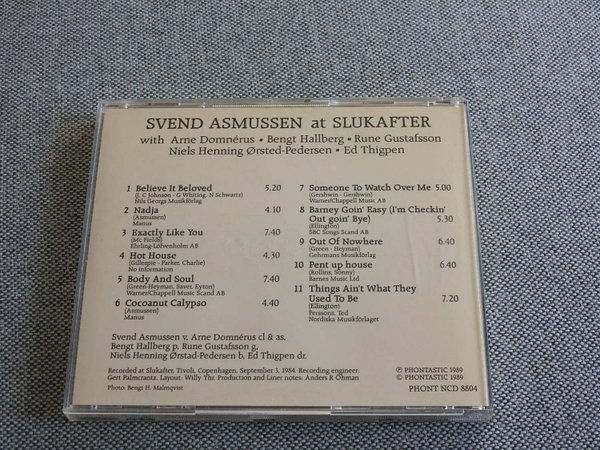 SVEND ASMUSSEN at SLUKAFTER
with Arne Domnérus • Bengt Hallberg • Rune Gustafsson
Niels Henning Ørsted-Pedersen • Ed Thigpen
1 Believe It Beloved 5.20
(J. C Johnson - G Whiting, N Schwartz)
Nils Georgs Musikförlag
2 Nadja 4.10
(Asmussen)
Manus
3 Exactly Like You 7.40
(Mc Fields)
Ehrling-Löfvenholm AB
4 Hot House 4.30
(Gillespie - Parker, Charlie)
No information
5 Body And Soul 7.40
(Green-Heyman, Saver, Eyton)
Warner/Chappell Music Scand AB
6 Cocoanut Calypso 4.40
(Asmussen)
Manus
7 Someone To Watch Over Me 5.00
(Gershwin - Gershwin)
Warner/Chappell Music AB
8 Barney Goin' Easy (I'm Checkin'
Out goin' Bye) 5.30
(Ellington)
SBC Songs Scand AB
9 Out Of Nowhere 6.40
(Green - Heyman)
Gehrmans Musikförlag
10 Pent up house 6.40
(Rollins, Sonny)
Barnes Music Ltd
11 Things Ain't What They
Used To Be 7.20
(Ellington)
Perssons, Ted
Nordiska Musikförlaget
Svend Asmussen v. Arne Domnérus cl & as.
Bengt Hallberg p, Rune Gustafsson g,
Niels Henning Ørstad-Pedersen b, Ed Thigpen dr.
Recorded at Slukafter, Tivoli, Copenhagen, September 3, 1984. Recording engineer:
Gert Palmcrantz. Layout: Willy Yhr. Production and Liner notes: Anders R Öhman
Photo: Bengt H. Malmqvist
Ⓟ PHONTASTIC 1989
© PHONTASTIC 1989
PHONT NCD 8804